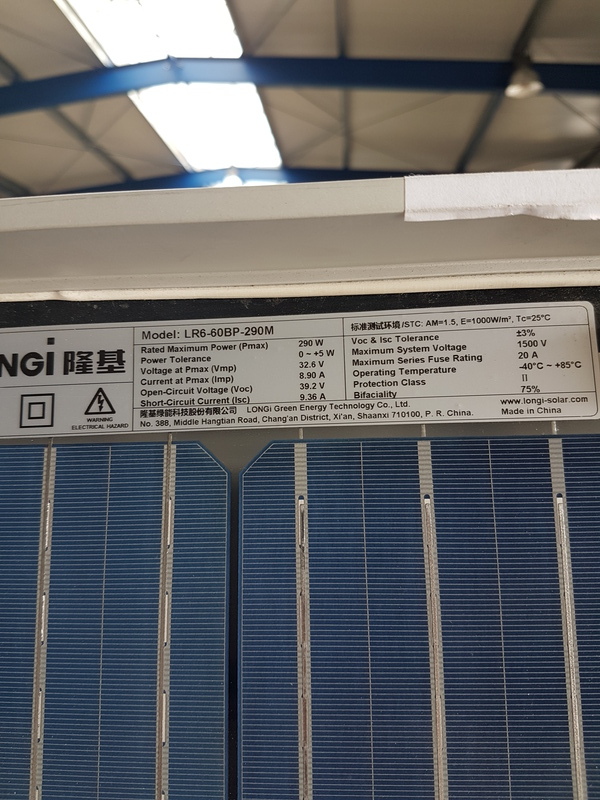 NGi 隆基
WARNING
ELECTRICAL HAZARD
Model: LR6-60BP-290M
Rated Maximum Power (Pmax) 290 W
Power Tolerance 0 ~ +5 W
Voltage at Pmax (Vmp) 32.6 V
Current at Pmax (Imp) 8.90 A
Open-Circuit Voltage (Voc) 39.2 V
Short-Circuit Current (Isc) 9.36 A
标准测试环境/STC: AM=1.5, E=1000W/m², Tc=25°C
Voc & Isc Tolerance ±3%
Maximum System Voltage 1500 V
Maximum Series Fuse Rating 20 A
Operating Temperature -40°C ~ +85°C
Protection Class II
Bifaciality 75%
隆基绿能科技股份有限公司 LONGi Green Energy Technology Co., Ltd. www.longi-solar.com
No. 388, Middle Hangtian Road, Chang'an District, Xi'an, Shaanxi 710100, P. R. China. Made in China